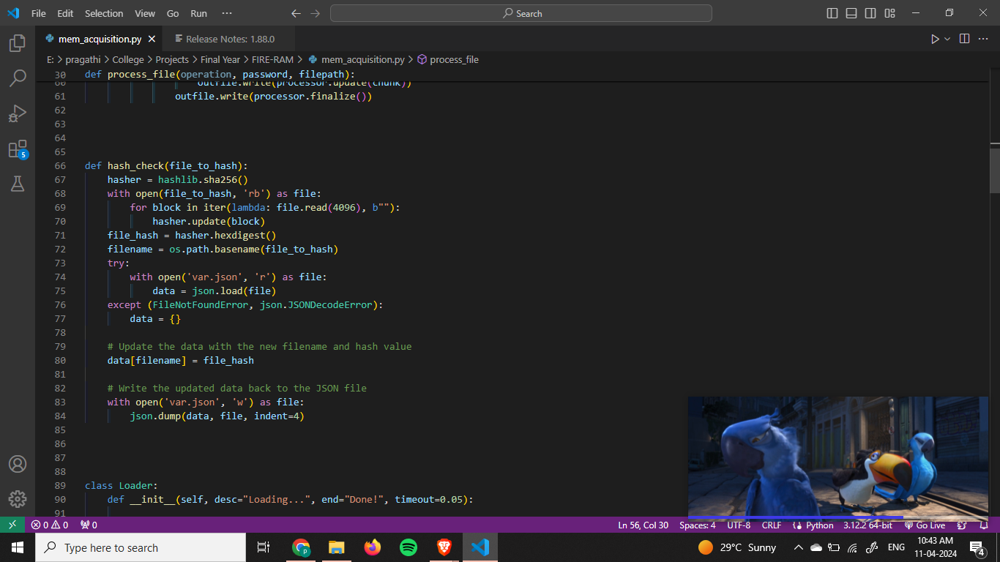 File Edit Selection View Go Run ··· Search
mem_acquisition.py Release Notes: 1.88.0
E: > pragathi > College > Projects > Final Year > FIRE-RAM > mem_acquisition.py > process_file
30 def process_file(operation, password, filepath):
60 outfile.write(processor.update(chunk))
61 outfile.write(processor.finalize())
62
63
64
65
66 def hash_check(file_to_hash):
67 hasher = hashlib.sha256()
68 with open(file_to_hash, 'rb') as file:
69 for block in iter(lambda: file.read(4096), b""):
70 hasher.update(block)
71 file_hash = hasher.hexdigest()
72 filename = os.path.basename(file_to_hash)
73 try:
74 with open('var.json', 'r') as file:
75 data = json.load(file)
76 except (FileNotFoundError, json.JSONDecodeError):
77 data = {}
78
79 # Update the data with the new filename and hash value
80 data[filename] = file_hash
81
82 # Write the updated data back to the JSON file
83 with open('var.json', 'w') as file:
84 json.dump(data, file, indent=4)
85
86
87
88
89 class Loader:
90 def __init__(self, desc="Loading...", end="Done!", timeout=0.05):
91
5
0 0 0 Ln 56, Col 30 Spaces: 4 UTF-8 CRLF Python 3.12.2 64-bit Go Live
Type here to search 29°C Sunny ENG 10:43 AM
11-04-2024 4